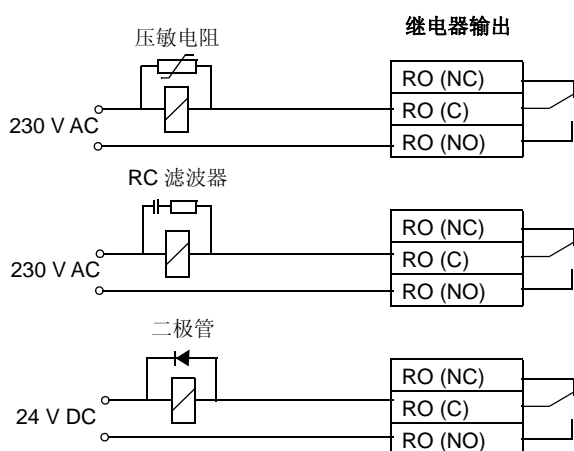 继电器输出
压敏电阻
RO (NC)
230 V AC
RO (C)
RO (NO)
RC 滤波器
RO (NC)
230 V AC
RO (C)
RO (NO)
二极管
RO (NC)
24 V DC
RO (C)
RO (NO)